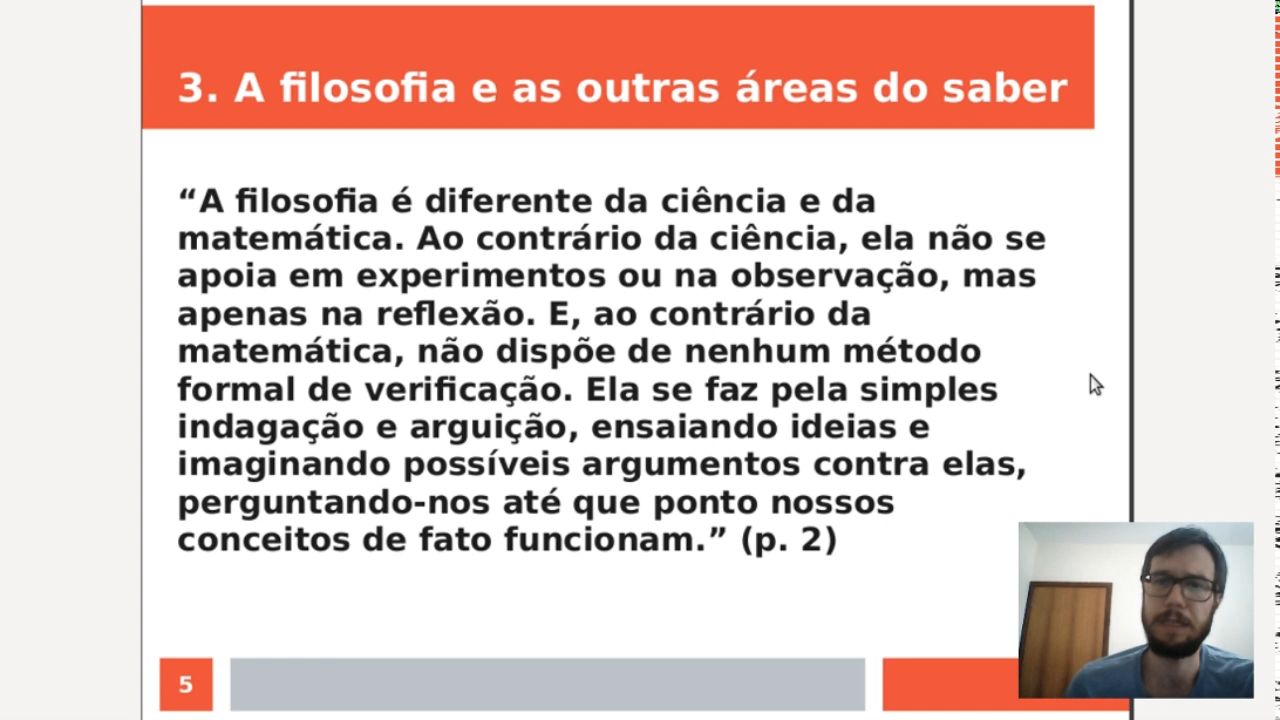 3. A filosofia e as outras áreas do saber
“A filosofia é diferente da ciência e da
matemática. Ao contrário da ciência, ela não se
apoia em experimentos ou na observação, mas
apenas na reflexão. E, ao contrário da
matemática, não dispõe de nenhum método
formal de verificação. Ela se faz pela simples
indagação e arguição, ensaiando ideias e
imaginando possíveis argumentos contra elas,
perguntando-nos até que ponto nossos
conceitos de fato funcionam.” (p. 2)
5